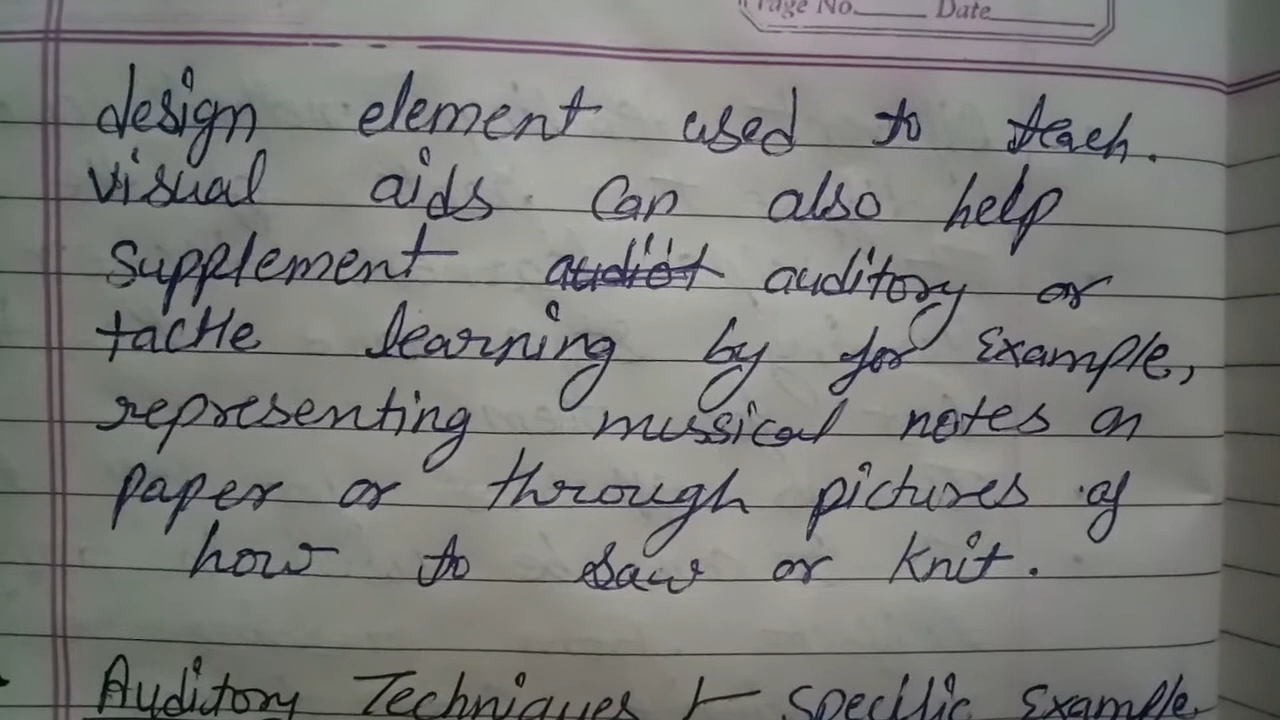 Page No. Date
design element used to teach.
visual aids can also help
supplement audiot auditory or
tactile learning by for Example,
representing mussical notes on
paper or through pictures of
how to saw or knit.
Auditory Techniques :- specific Example.